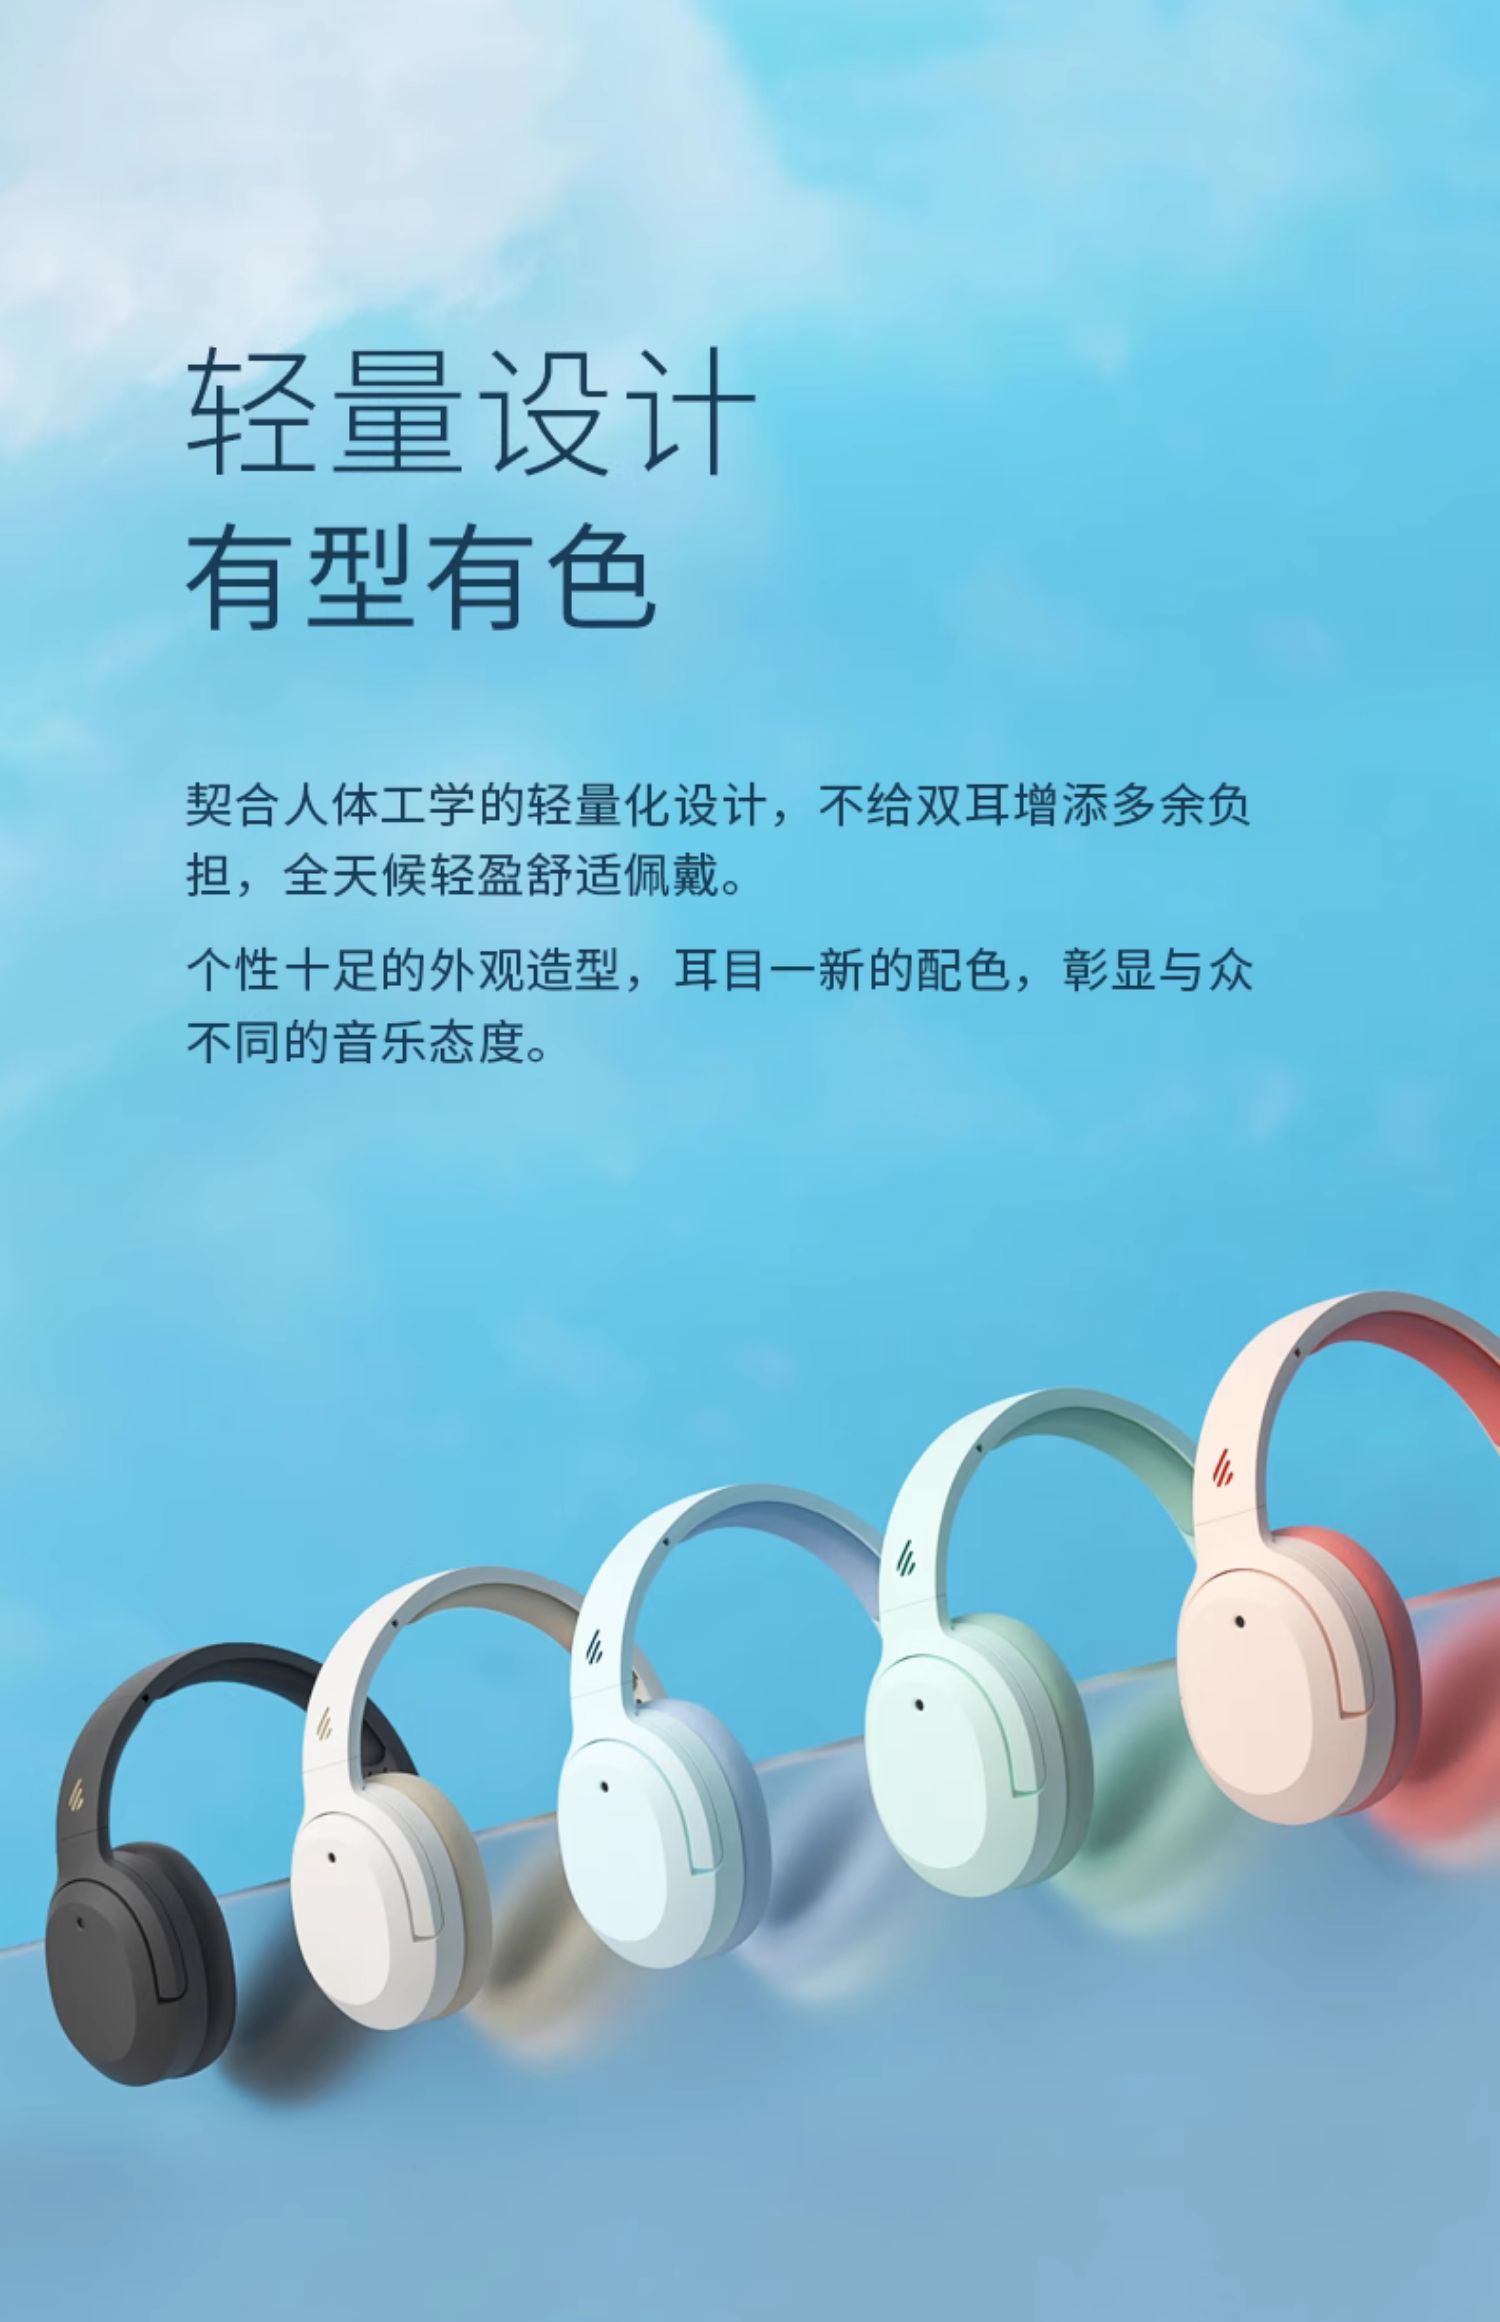 轻量设计
有型有色
契合人体工学的轻量化设计，不给双耳增添多余负
担，全天候轻盈舒适佩戴。
个性十足的外观造型，耳目一新的配色，彰显与众
不同的音乐态度。